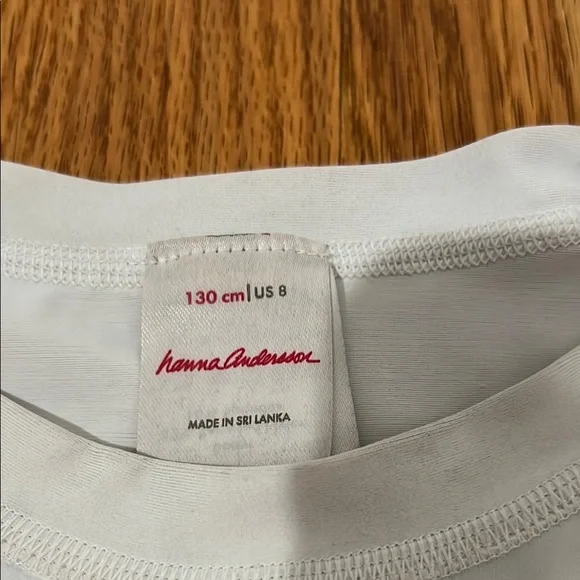 130 cm|US 8
hanna Andersson
MADE IN SRI LANKA